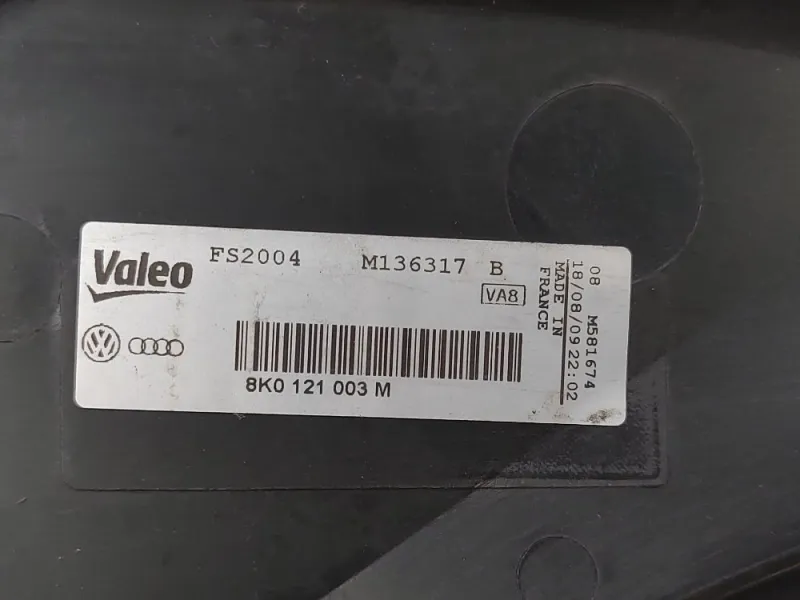 Valeo
FS2004 M136317 B
VA8
8K0 121 003 M
08 M581674
18/08/09 22:02
MADE IN
FRANCE